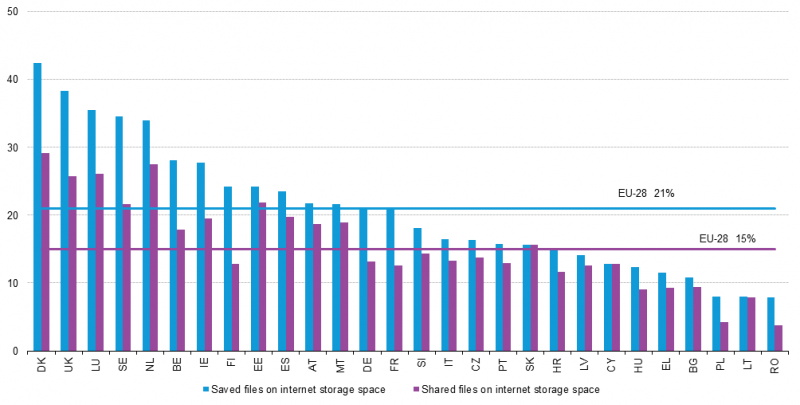 50
40
30
20
10
0
EU-28 21%
EU-28 15%
DK UK LU SE NL BE IE FI EE ES AT MT DE FR SI IT CZ PT SK HR LV CY HU EL BG PL LT RO
Saved files on internet storage space Shared files on internet storage space